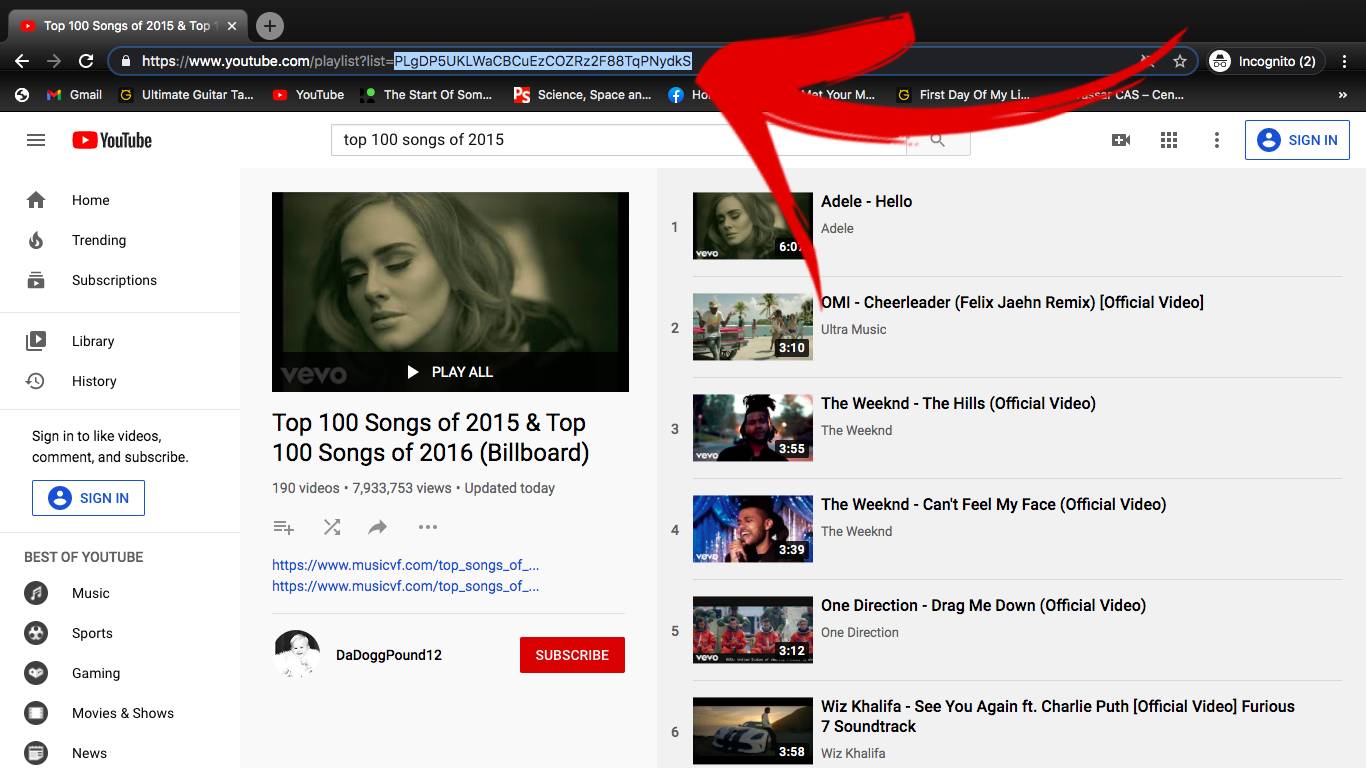 Top 100 Songs of 2015 & Top 1
https://www.youtube.com/playlist?list=PLgDP5UKLWaCBCuEzCOZRz2F88TqPNydkS
Incognito (2)
Gmail
Ultimate Guitar Ta...
YouTube
The Start Of Som...
Science, Space an...
Met Your M...
First Day Of My Li...
CAS – Cen...
»
YouTube
top 100 songs of 2015
SIGN IN
Home
Trending
Subscriptions
Library
History
Sign in to like videos,
comment, and subscribe.
SIGN IN
BEST OF YOUTUBE
Music
Sports
Gaming
Movies & Shows
News
vevo
PLAY ALL
Top 100 Songs of 2015 & Top
100 Songs of 2016 (Billboard)
190 videos • 7,933,753 views • Updated today
https://www.musicvf.com/top_songs_of_...
https://www.musicvf.com/top_songs_of_...
DaDoggPound12
SUBSCRIBE
1
vevo
Adele - Hello
Adele
2
3:10
OMI - Cheerleader (Felix Jaehn Remix) [Official Video]
Ultra Music
3
vevo
3:55
The Weeknd - The Hills (Official Video)
The Weeknd
4
vevo
3:39
The Weeknd - Can't Feel My Face (Official Video)
The Weeknd
5
vevo
3:12
One Direction - Drag Me Down (Official Video)
One Direction
6
3:58
Wiz Khalifa - See You Again ft. Charlie Puth [Official Video] Furious
7 Soundtrack
Wiz Khalifa